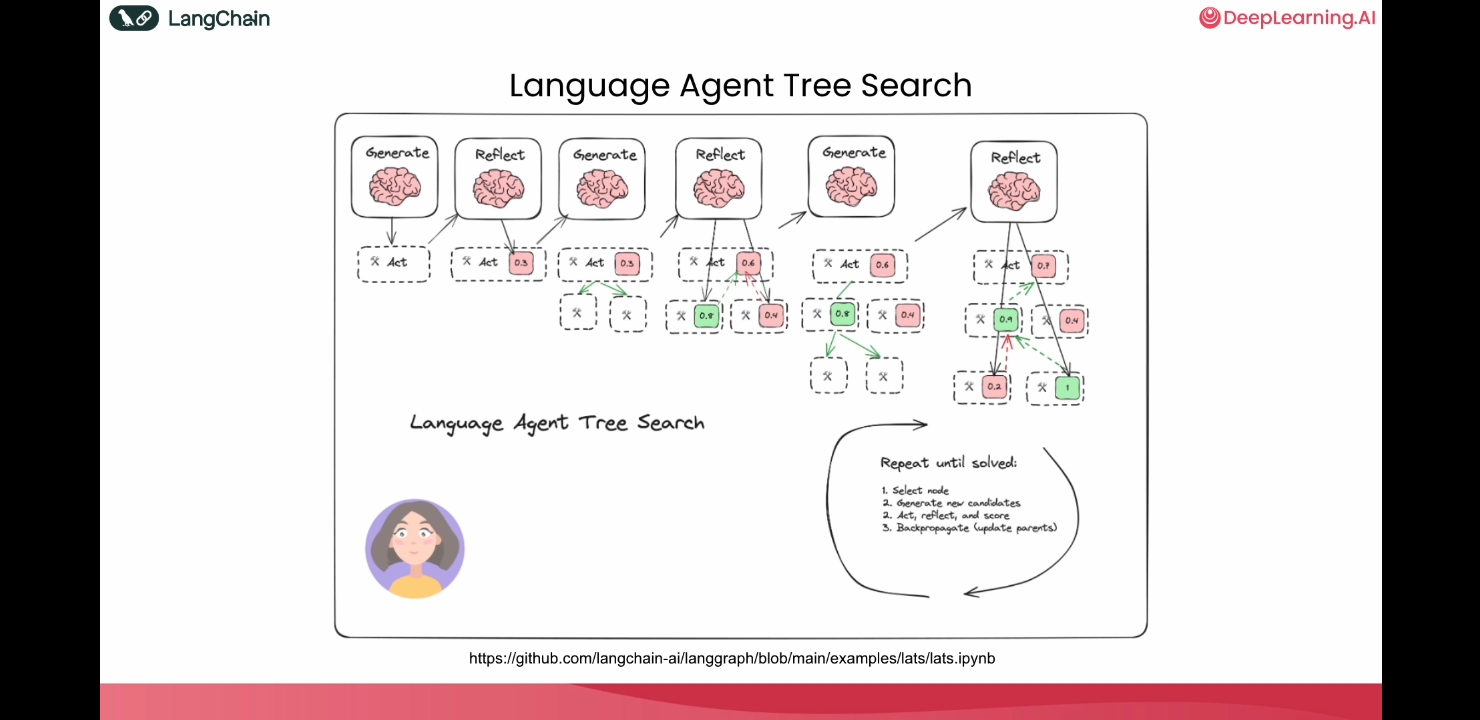 LangChain
DeepLearning.AI
Language Agent Tree Search
Generate
Reflect
Generate
Reflect
Generate
Reflect
Act
Act 0.3
Act 0.3
Act 0.6
Act 0.6
Act 0.7
0.8 0.4
0.8 0.4
0.9 0.4
0.2 1
Language Agent Tree Search
Repeat until solved:
1. Select node
2. Generate new candidates
2. Act, reflect, and score
3. Backpropagate (update parents)
https://github.com/langchain-ai/langgraph/blob/main/examples/lats/lats.ipynb